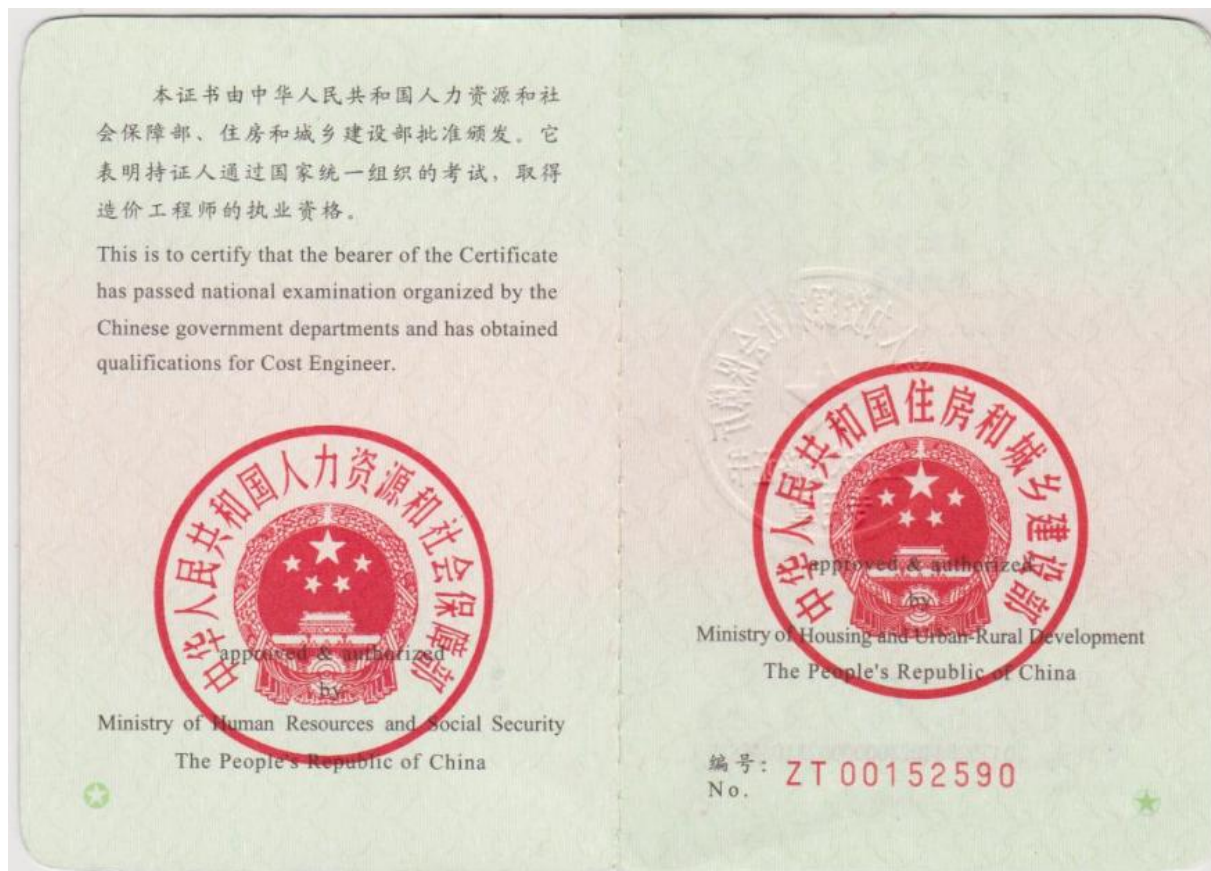 本证书由中华人民共和国人力资源和社
会保障部、住房和城乡建设部批准颁发。它
表明持证人通过国家统一组织的考试，取得
造价工程师的执业资格。
This is to certify that the bearer of the Certificate
has passed national examination organized by the
Chinese government departments and has obtained
qualifications for Cost Engineer.
中华人民共和国人力资源和社会保障部
approved & authorized
by
Ministry of Human Resources and Social Security
The People's Republic of China
中华人民共和国住房和城乡建设部
approved & authorized
by
Ministry of Housing and Urban-Rural Development
The People's Republic of China
编号: ZT 00152590
No.